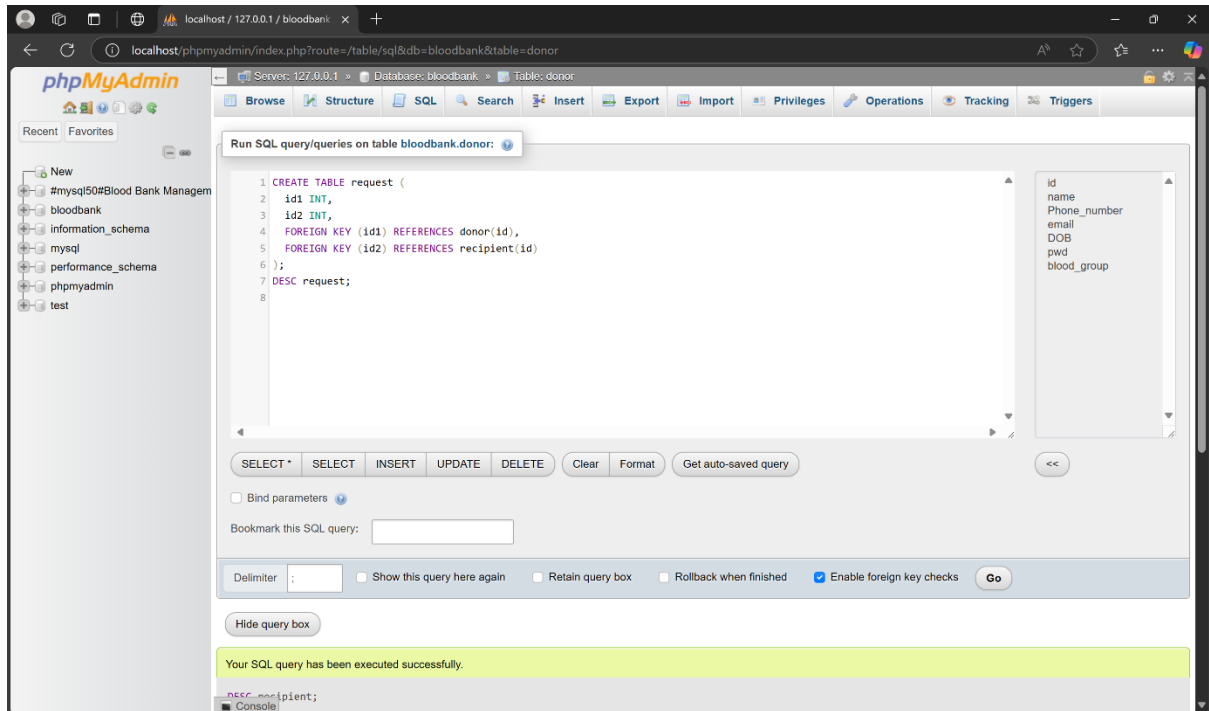 localhost / 127.0.0.1 / bloodbank
localhost/phpmyadmin/index.php?route=/table/sql&db=bloodbank&table=donor
phpMyAdmin
Recent Favorites
New
#mysql50#Blood Bank Managem
bloodbank
information_schema
mysql
performance_schema
phpmyadmin
test
Server: 127.0.0.1 » Database: bloodbank » Table: donor
Browse Structure SQL Search Insert Export Import Privileges Operations Tracking Triggers
Run SQL query/queries on table bloodbank.donor:
1 CREATE TABLE request (
2 id1 INT,
3 id2 INT,
4 FOREIGN KEY (id1) REFERENCES donor(id),
5 FOREIGN KEY (id2) REFERENCES recipient(id)
6 );
7 DESC request;
8
id
name
Phone_number
email
DOB
pwd
blood_group
SELECT * SELECT INSERT UPDATE DELETE Clear Format Get auto-saved query <<
Bind parameters
Bookmark this SQL query:
Delimiter ; Show this query here again Retain query box Rollback when finished Enable foreign key checks Go
Hide query box
Your SQL query has been executed successfully.
DESC recipient;
Console